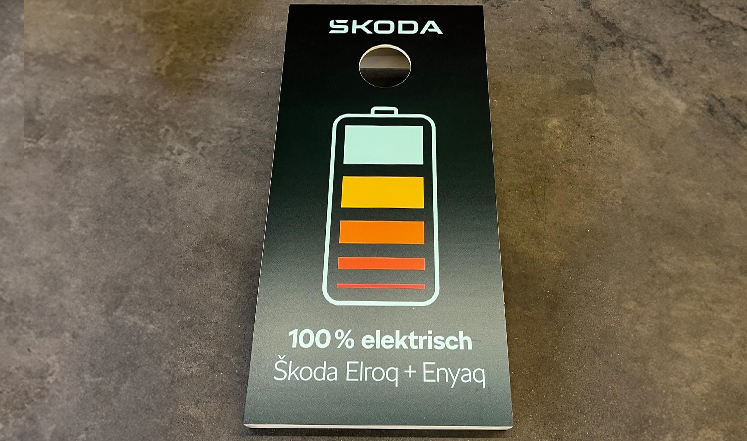 ŠKODA
100 % elektrisch
Škoda Elroq + Enyaq